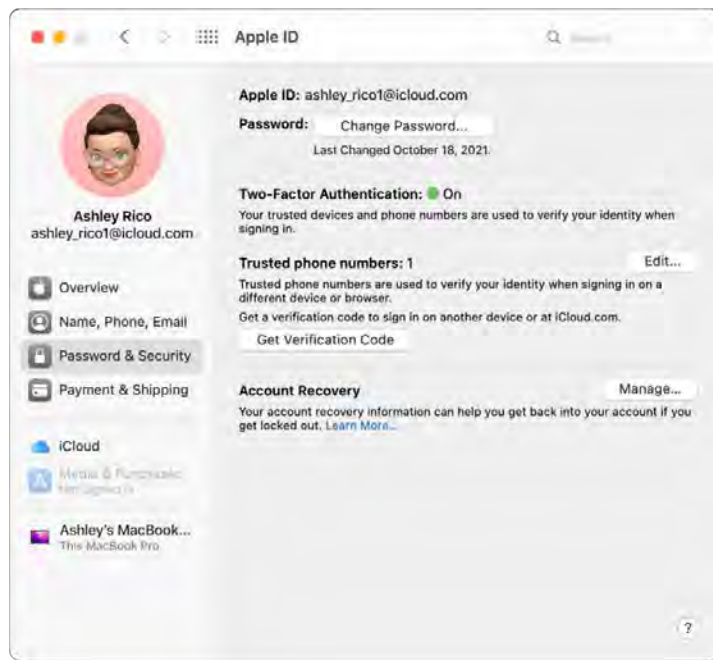 Apple ID
Apple ID: ashley_rico1@icloud.com
Password: Change Password...
Last Changed October 18, 2021.
Two-Factor Authentication: On
Your trusted devices and phone numbers are used to verify your identity when
signing in.
Trusted phone numbers: 1 Edit...
Trusted phone numbers are used to verify your identity when signing in on a
different device or browser.
Get a verification code to sign in on another device or at iCloud.com.
Get Verification Code
Account Recovery Manage...
Your account recovery information can help you get back into your account if you
get locked out. Learn More...
Ashley Rico
ashley_rico1@icloud.com
Overview
Name, Phone, Email
Password & Security
Payment & Shipping
iCloud
Media & Purchases
Ashley's MacBook...
This MacBook Pro
?